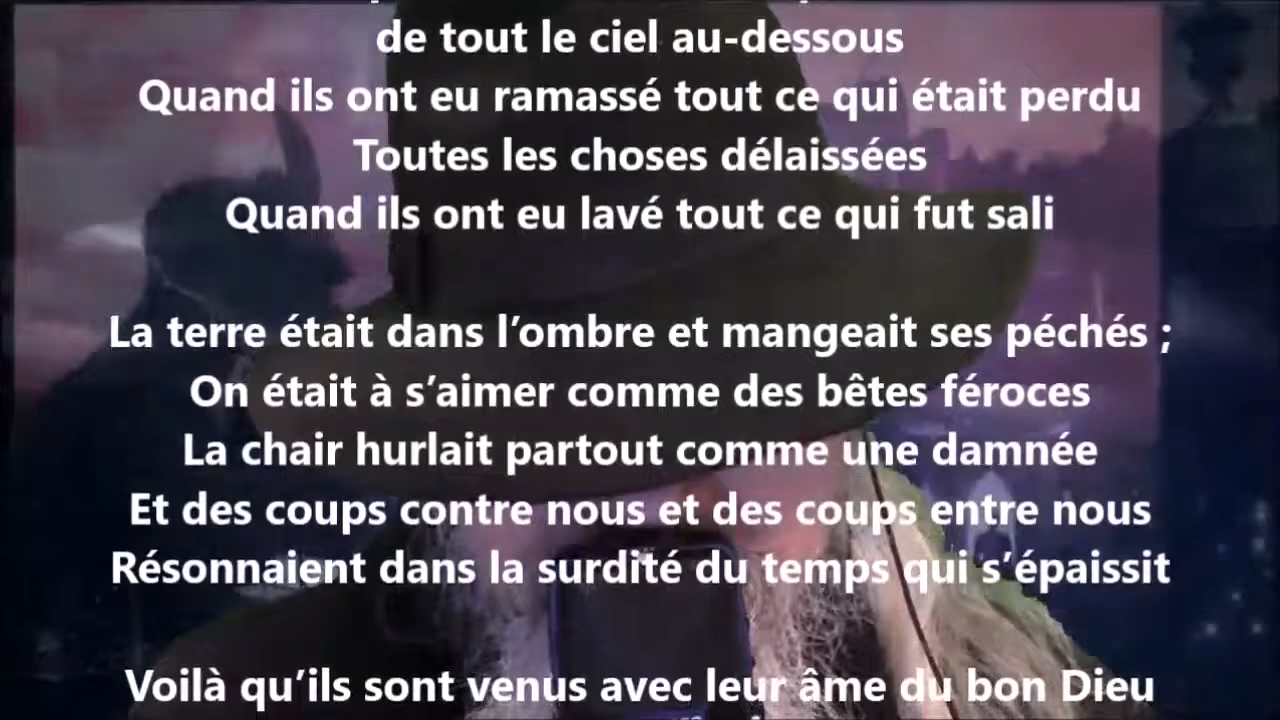 de tout le ciel au-dessous
Quand ils ont eu ramassé tout ce qui était perdu
Toutes les choses délaissées
Quand ils ont eu lavé tout ce qui fut sali
La terre était dans l’ombre et mangeait ses péchés ;
On était à s’aimer comme des bêtes féroces
La chair hurlait partout comme une damnée
Et des coups contre nous et des coups entre nous
Résonnaient dans la surdité du temps qui s’épaissit
Voilà qu’ils sont venus avec leur âme du bon Dieu